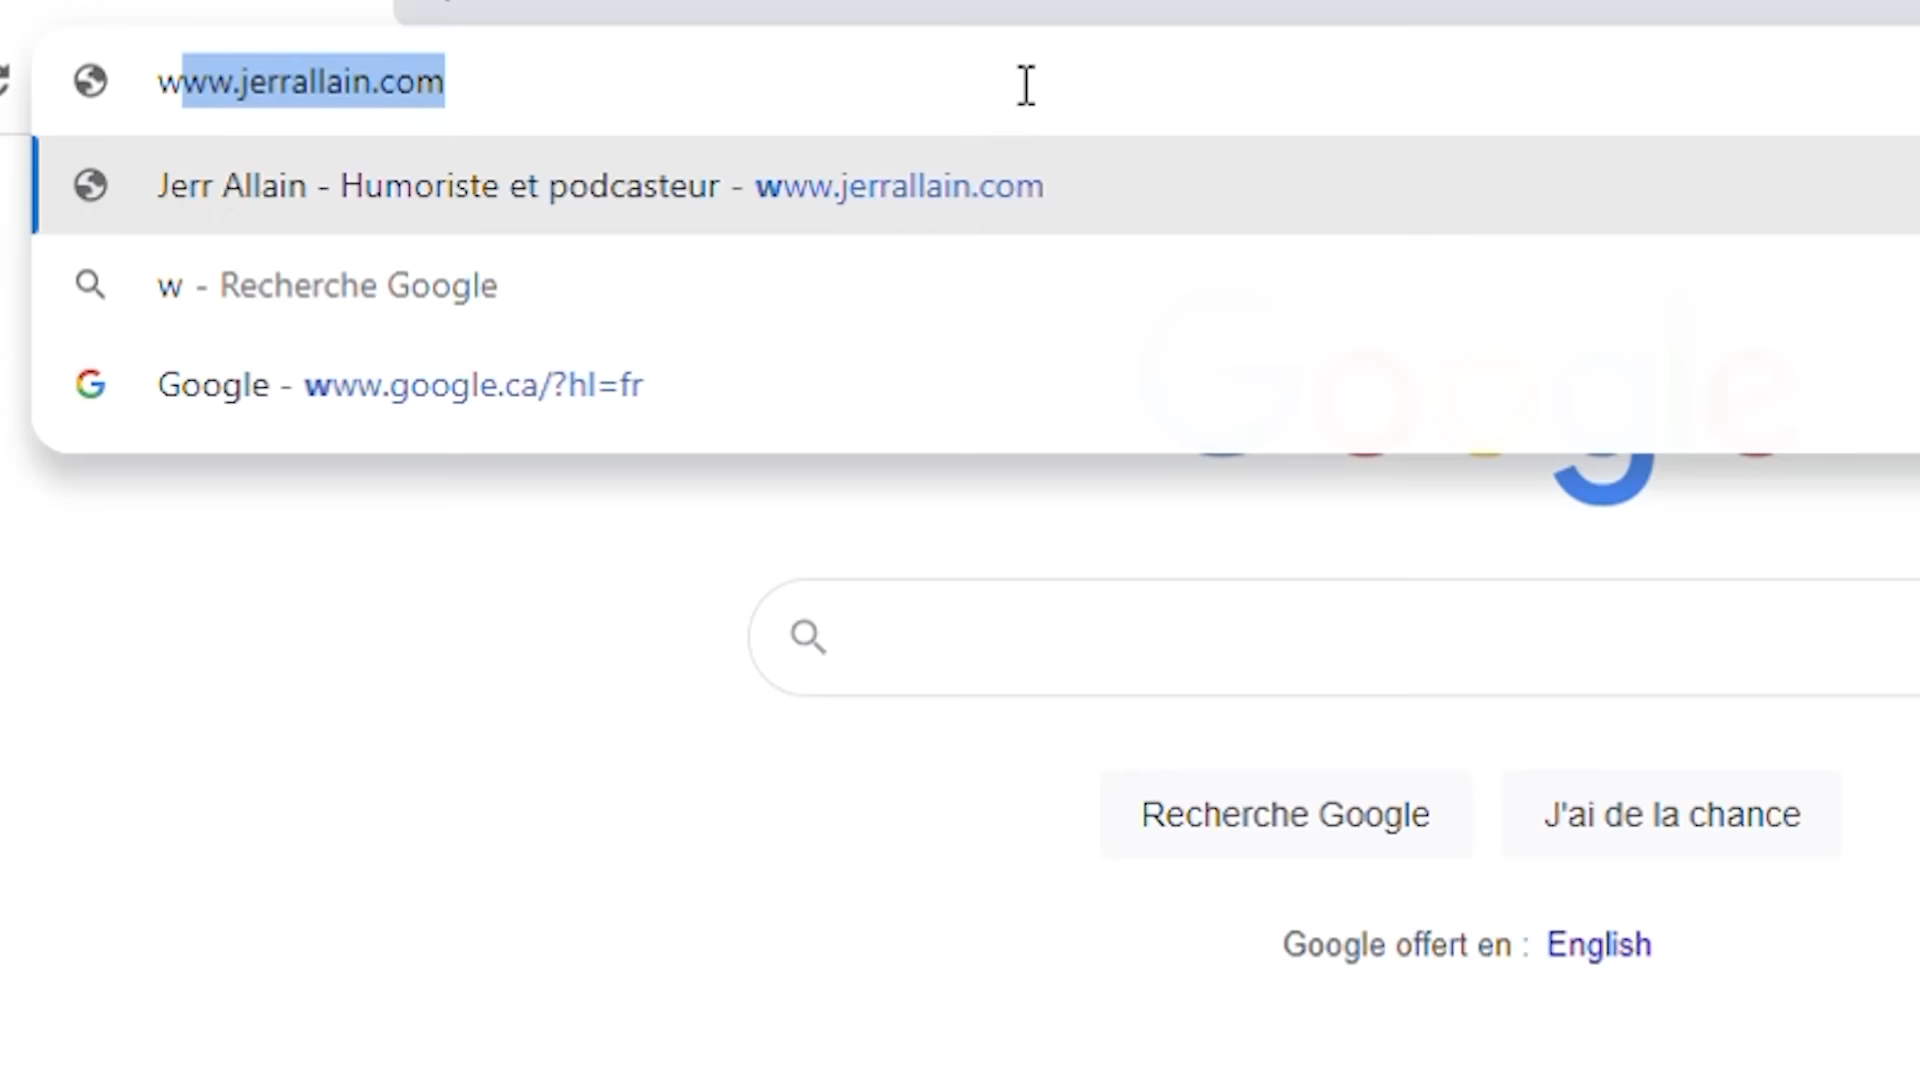 www.jerrallain.com
Jerr Allain - Humoriste et podcasteur - www.jerrallain.com
w - Recherche Google
Google - www.google.ca/?hl=fr
Google
Recherche Google
J'ai de la chance
Google offert en : English